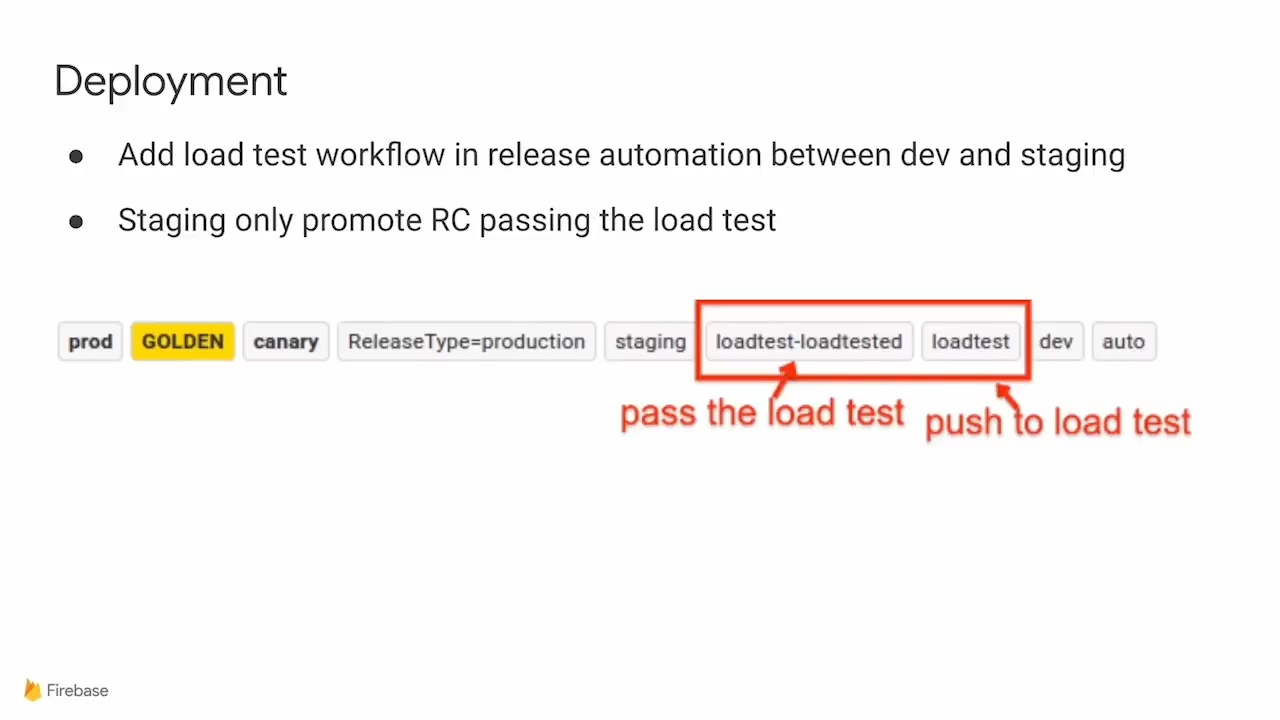 Deployment
● Add load test workflow in release automation between dev and staging
● Staging only promote RC passing the load test
prod GOLDEN canary ReleaseType=production staging loadtest-loadtested loadtest dev auto
pass the load test push to load test
Firebase